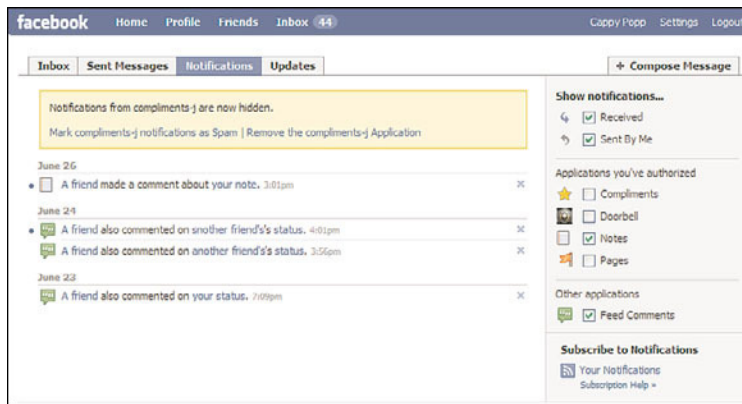 facebook Home Profile Friends Inbox 44 Cappy Popp Settings Logout
Inbox Sent Messages Notifications Updates + Compose Message
Notifications from compliments-j are now hidden.
Mark compliments-j notifications as Spam | Remove the compliments-j Application
June 26
A friend made a comment about your note. 3:01pm
June 24
A friend also commented on snother friend's's status. 4:01pm
A friend also commented on another friend's's status. 3:56pm
June 23
A friend also commented on your status. 7:09pm
Show notifications...
Received
Sent By Me
Applications you've authorized
Compliments
Doorbell
Notes
Pages
Other applications
Feed Comments
Subscribe to Notifications
Your Notifications
Subscription Help »